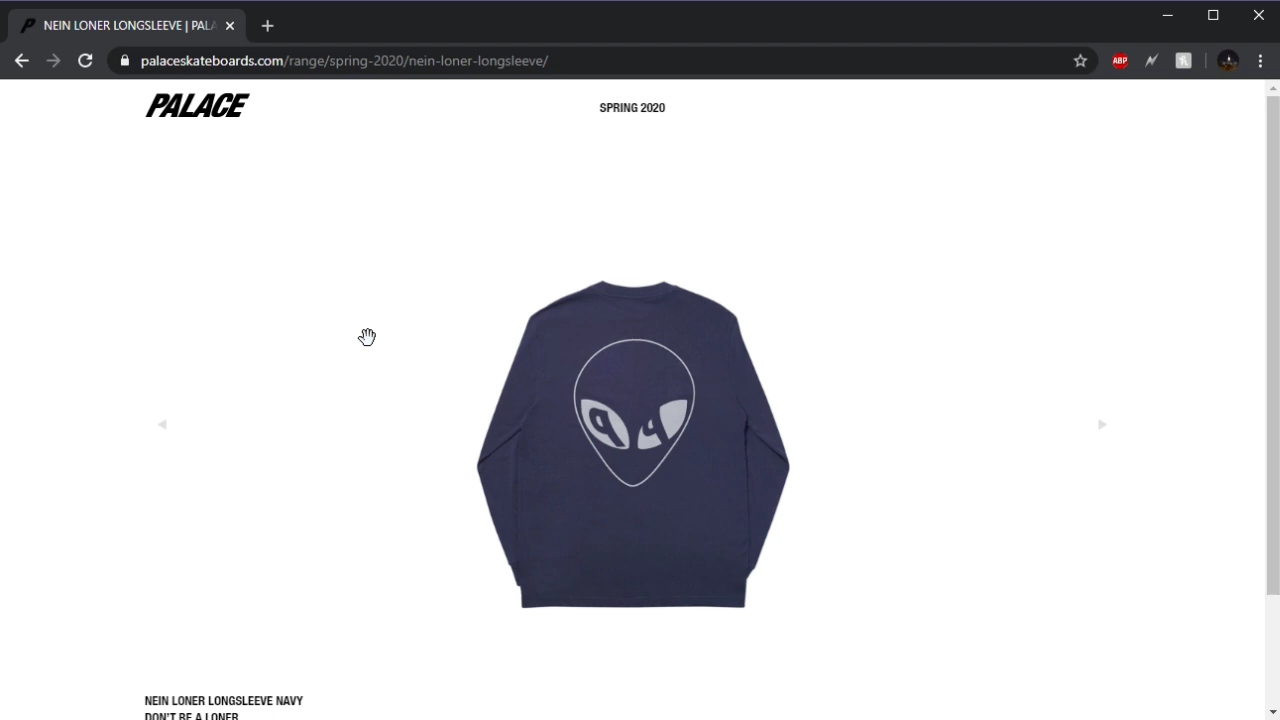 NEIN LONER LONGSLEEVE | PALA
palaceskateboards.com/range/spring-2020/nein-loner-longsleeve/
ABP
PALACE
SPRING 2020
P P
NEIN LONER LONGSLEEVE NAVY
DON'T BE A LONER